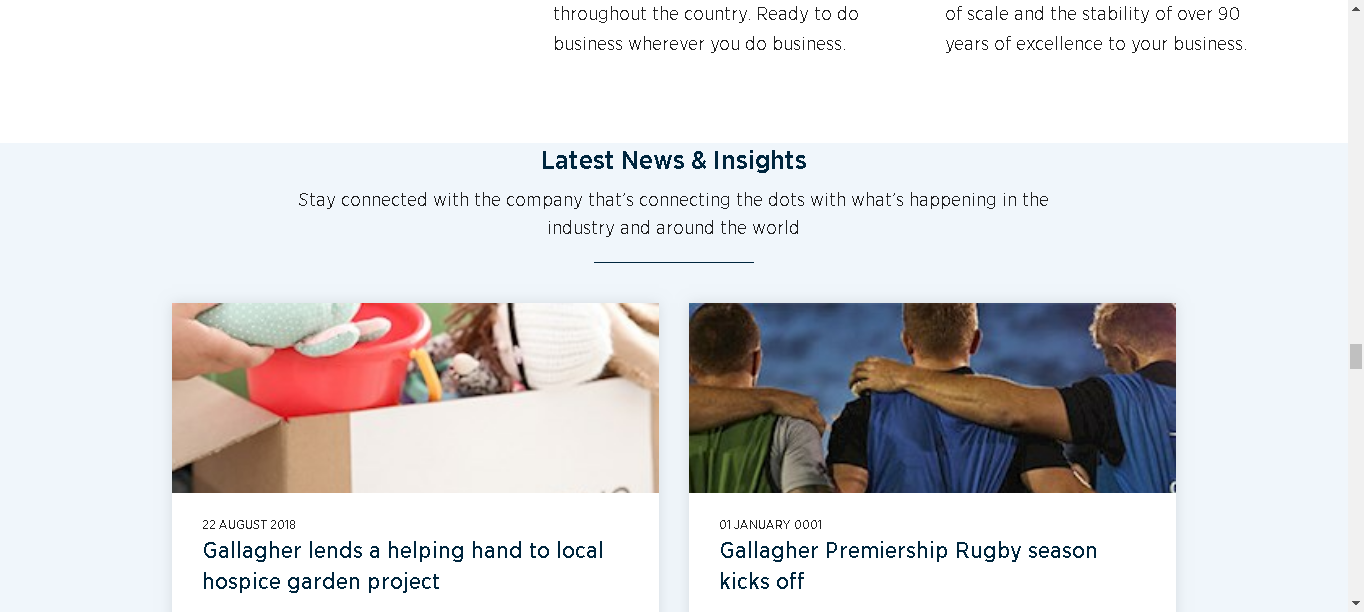 throughout the country. Ready to do
business wherever you do business.
of scale and the stability of over 90
years of excellence to your business.
Latest News & Insights
Stay connected with the company that's connecting the dots with what's happening in the
industry and around the world
22 AUGUST 2018
Gallagher lends a helping hand to local
hospice garden project
01 JANUARY 0001
Gallagher Premiership Rugby season
kicks off